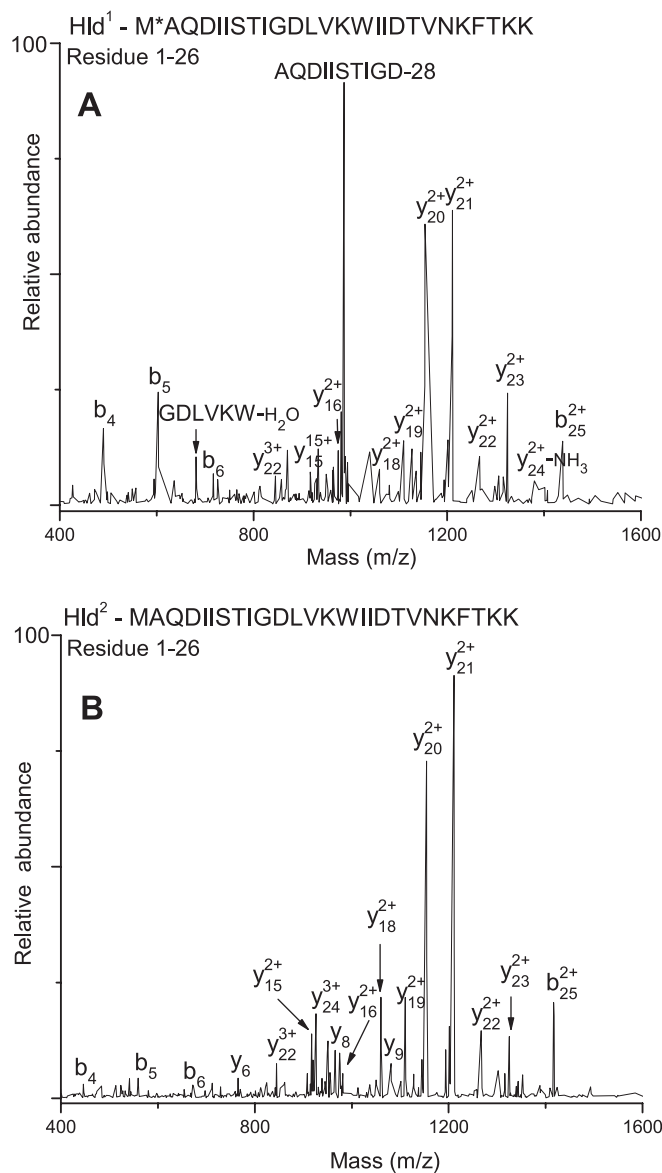 Hld¹ - M*AQDIISTIGDLVKWIIDTVNKFTKK
Residue 1-26
100
AQDIISTIGD-28
A
Relative abundance
y₂₀²⁺
y₂₁²⁺
b₄
b₅
GDLVKW-H₂O
b₆
y₂₂³⁺
y₁₅¹⁵⁺
y₁₆²⁺
y₁₈²⁺
y₁₉²⁺
y₂₂²⁺
y₂₃²⁺
y₂₄²⁺-NH₃
b₂₅²⁺
400 800 1200 1600
Mass (m/z)
Hld² - MAQDIISTIGDLVKWIIDTVNKFTKK
Residue 1-26
100
B
Relative abundance
y₂₁²⁺
y₂₀²⁺
y₁₈²⁺
b₄
b₅
b₆
y₆
y₁₅²⁺
y₂₂³⁺
y₂₄³⁺
y₈
y₁₆²⁺
y₉
y₁₉²⁺
y₂₂²⁺
y₂₃²⁺
b₂₅²⁺
400 800 1200 1600
Mass (m/z)